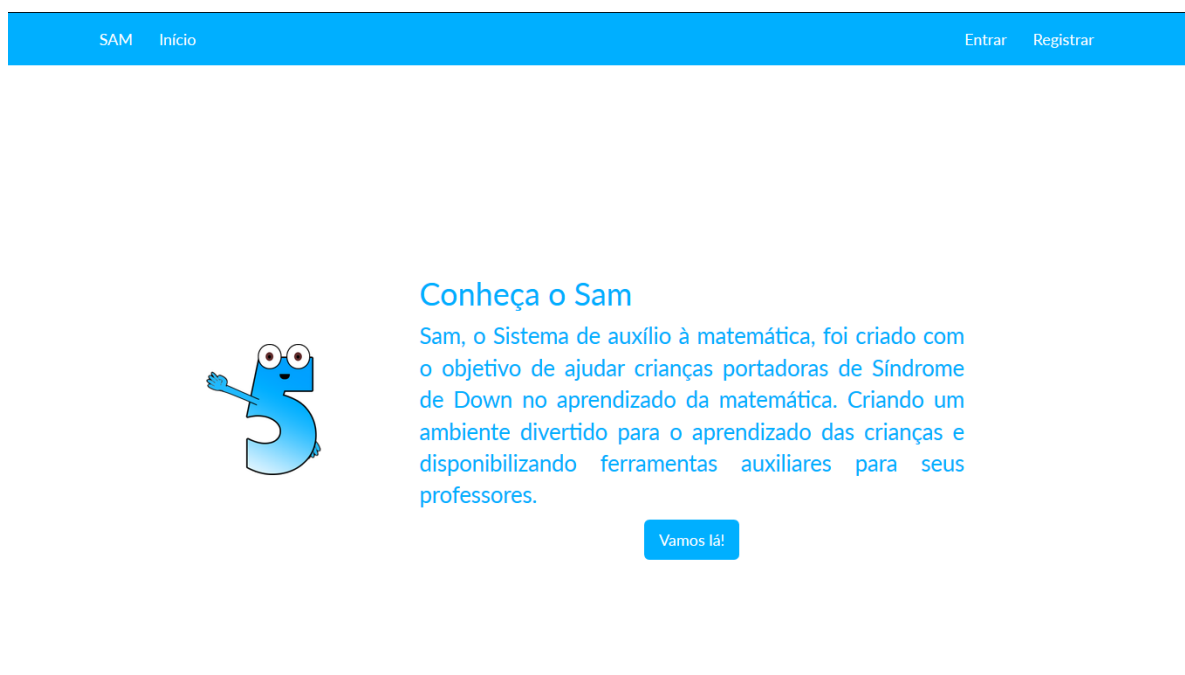 SAM Início Entrar Registrar
Conheça o Sam
Sam, o Sistema de auxílio à matemática, foi criado com
o objetivo de ajudar crianças portadoras de Síndrome
de Down no aprendizado da matemática. Criando um
ambiente divertido para o aprendizado das crianças e
disponibilizando ferramentas auxiliares para seus
professores.
Vamos lá!